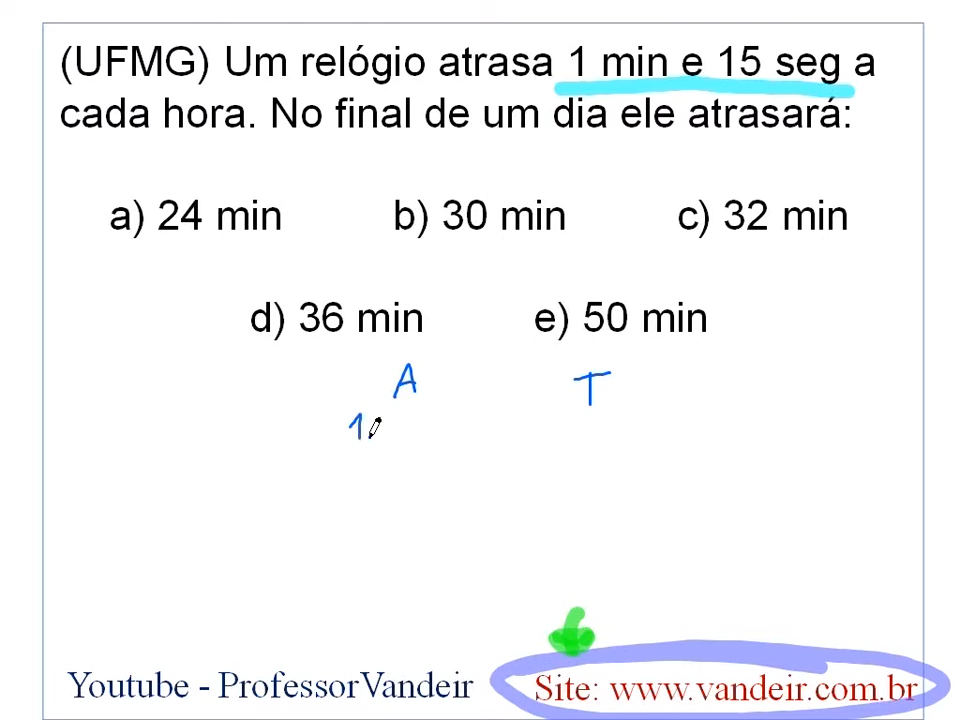 (UFMG) Um relógio atrasa 1 min e 15 seg a
cada hora. No final de um dia ele atrasará:
a) 24 min b) 30 min c) 32 min
d) 36 min e) 50 min
A T
1
Youtube - ProfessorVandeir Site: www.vandeir.com.br